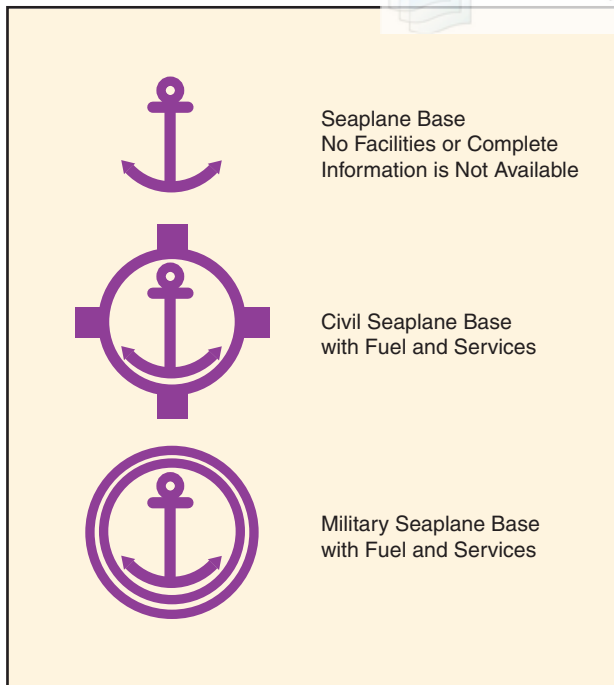 Seaplane Base
No Facilities or Complete
Information is Not Available
Civil Seaplane Base
with Fuel and Services
Military Seaplane Base
with Fuel and Services